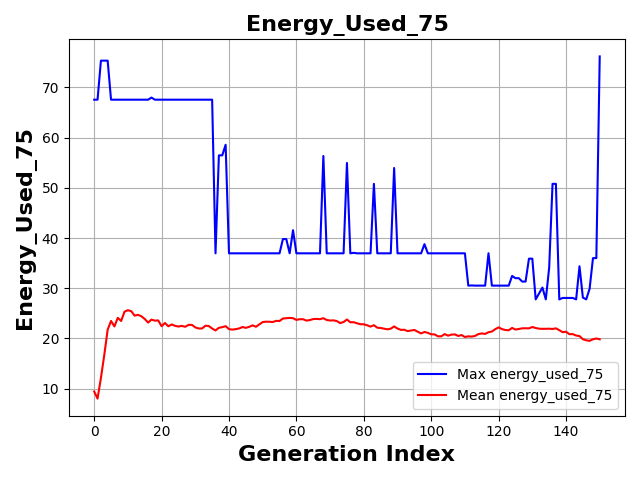 Energy_Used_75
Energy_Used_75
70
60
50
40
30
20
10
0 20 40 60 80 100 120 140
Generation Index
Max energy_used_75
Mean energy_used_75